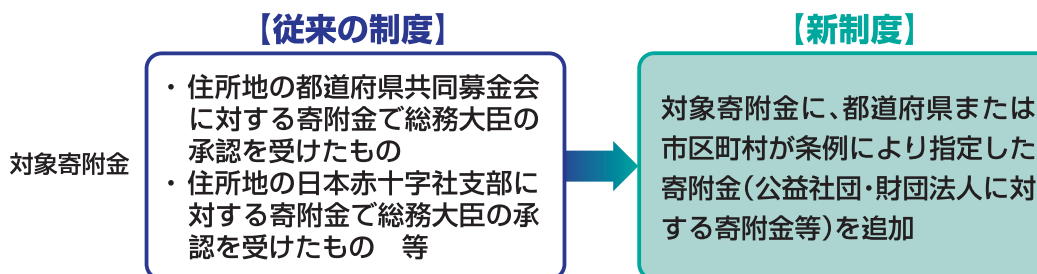 【従来の制度】
・ 住所地の都道府県共同募金会
に対する寄附金で総務大臣の
承認を受けたもの
・ 住所地の日本赤十字社支部に
対する寄附金で総務大臣の承
認を受けたもの　等
対象寄附金
【新制度】
対象寄附金に、都道府県または
市区町村が条例により指定した
寄附金(公益社団・財団法人に対
する寄附金等)を追加